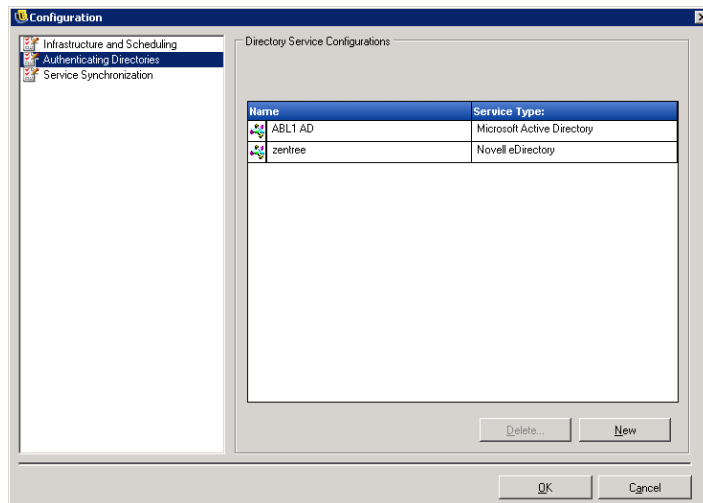 Configuration
Infrastructure and Scheduling
Authenticating Directories
Service Synchronization
Directory Service Configurations
Name Service Type:
ABL1 AD Microsoft Active Directory
zentree Novell eDirectory
Delete... New
OK Cancel